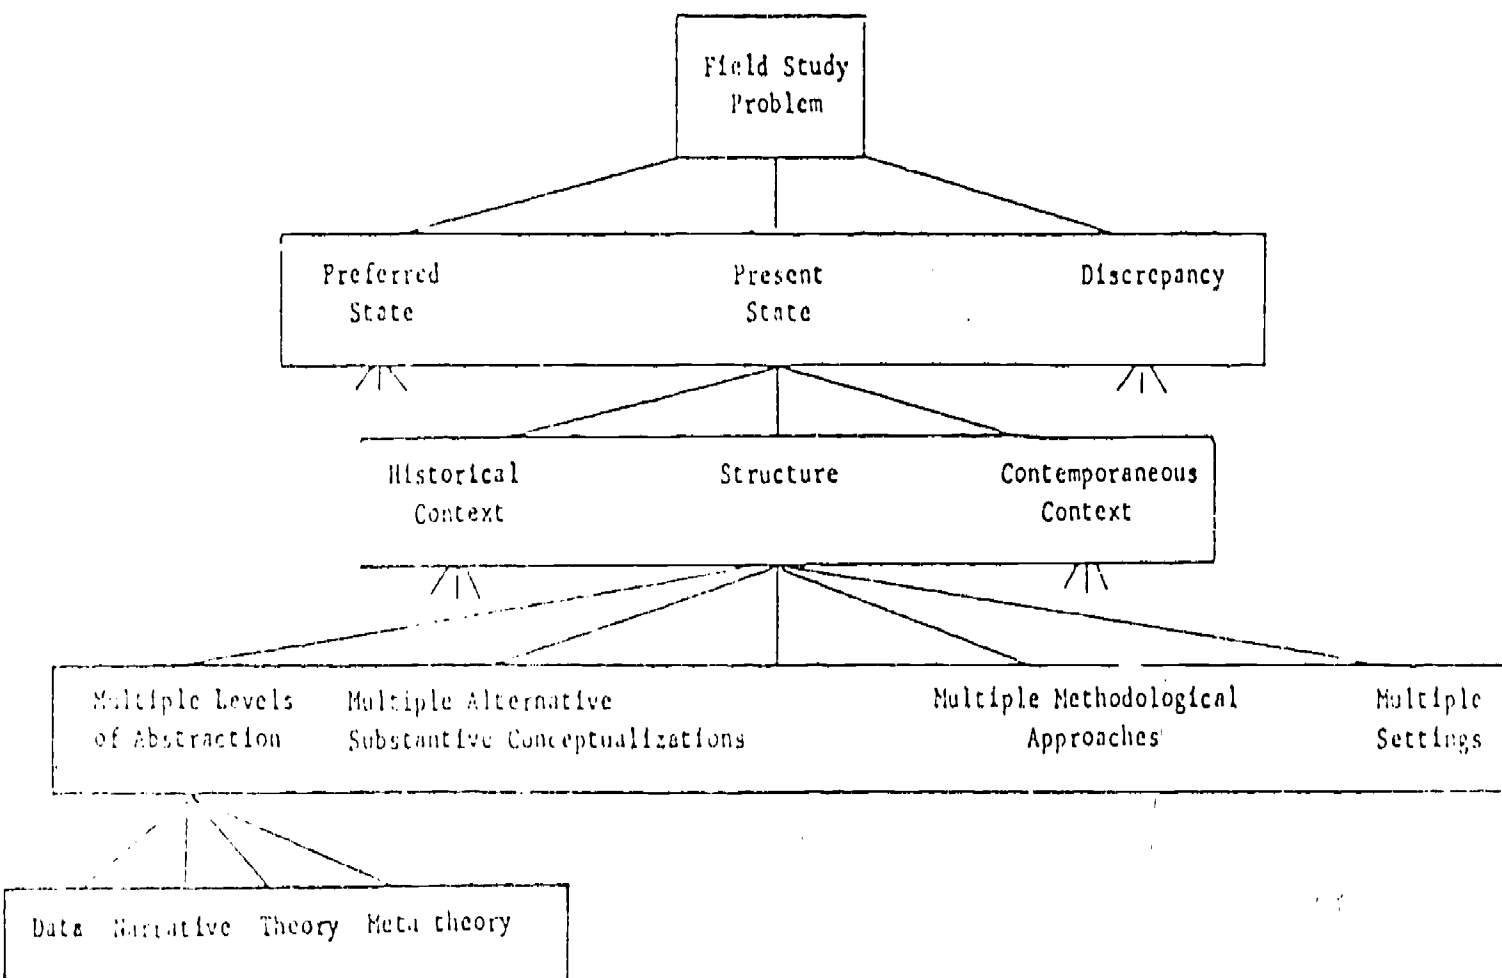 Field Study
Problem
Preferred
State
Present
State
Discrepancy
Historical
Context
Structure
Contemporaneous
Context
Multiple Levels
of Abstraction
Multiple Alternative
Substantive Conceptualizations
Multiple Methodological
Approaches
Multiple
Settings
Data Narrative Theory Meta theory